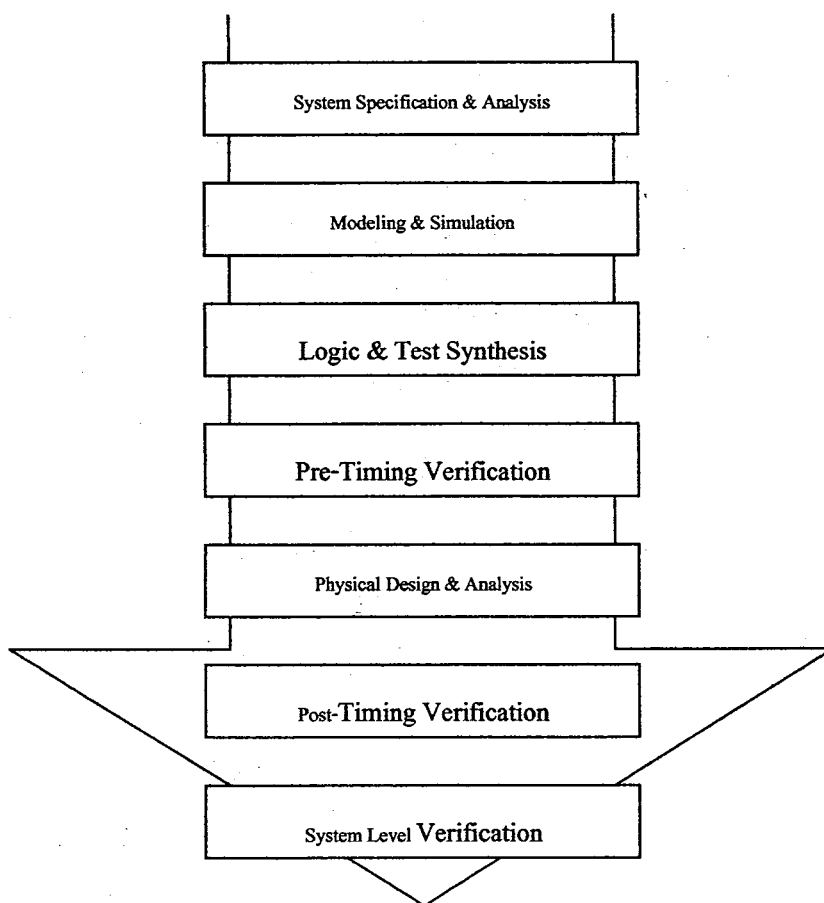 System Specification & Analysis
Modeling & Simulation
Logic & Test Synthesis
Pre-Timing Verification
Physical Design & Analysis
Post-Timing Verification
System Level Verification